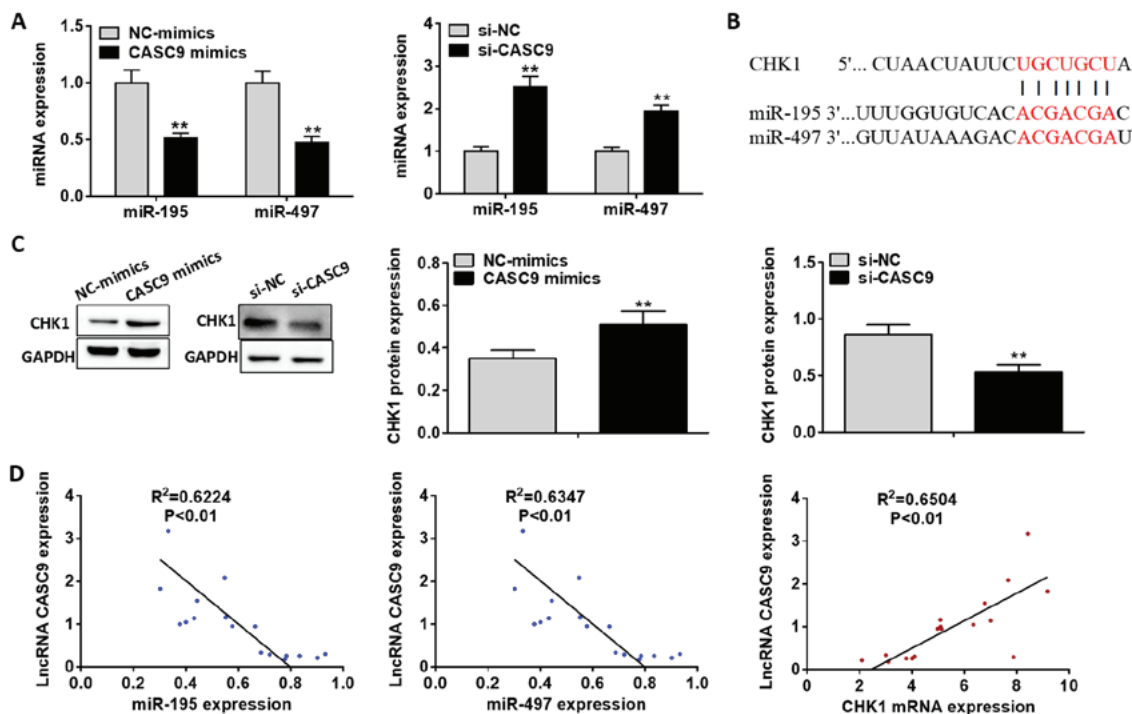 A
NC-mimics
CASC9 mimics
miRNA expression
1.5
1.0
0.5
0.0
**
**
miR-195
miR-497
si-NC
si-CASC9
miRNA expression
4
3
2
1
0
**
**
miR-195
miR-497
B
CHK1 5'... CUAACUAUUCUGCUGCUA
miR-195 3'...UUUGGUGUCACACGACGAC
miR-497 3'...GUUAUAAAGACACGACGAU
C
NC-mimics
CASC9 mimics
CHK1
GAPDH
si-NC
si-CASC9
CHK1
GAPDH
NC-mimics
CASC9 mimics
CHK1 protein expression
0.8
0.6
0.4
0.2
0.0
**
si-NC
si-CASC9
CHK1 protein expression
1.5
1.0
0.5
0.0
**
D
R²=0.6224
P<0.01
LncRNA CASC9 expression
4
3
2
1
0
0.0 0.2 0.4 0.6 0.8 1.0
miR-195 expression
R²=0.6347
P<0.01
LncRNA CASC9 expression
4
3
2
1
0
0.0 0.2 0.4 0.6 0.8 1.0
miR-497 expression
R²=0.6504
P<0.01
LncRNA CASC9 expression
4
3
2
1
0
0 2 4 6 8 10
CHK1 mRNA expression